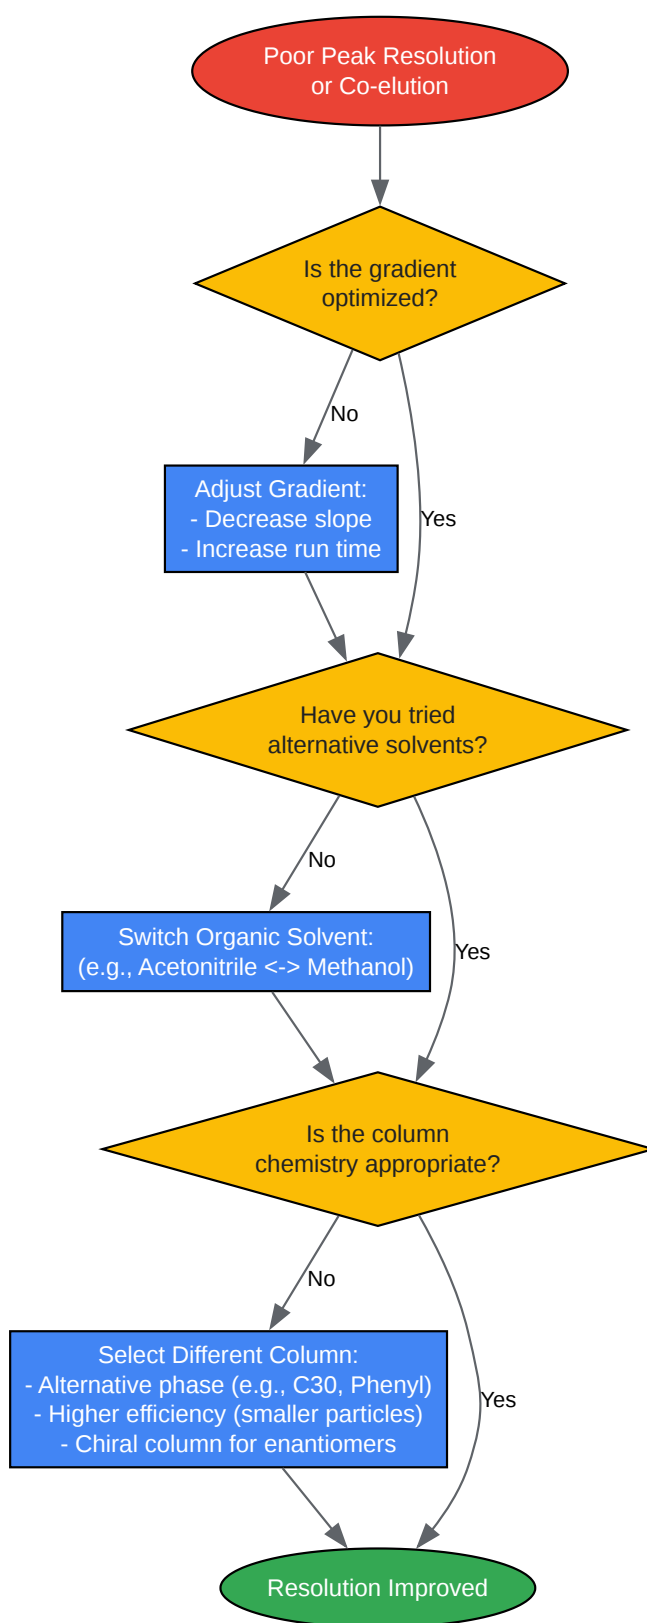 Poor Peak Resolution
or Co-elution
Is the gradient
optimized?
No
Adjust Gradient:
- Decrease slope
- Increase run time
Yes
Have you tried
alternative solvents?
No
Switch Organic Solvent:
(e.g., Acetonitrile <-> Methanol)
Yes
Is the column
chemistry appropriate?
No
Select Different Column:
- Alternative phase (e.g., C30, Phenyl)
- Higher efficiency (smaller particles)
- Chiral column for enantiomers
Yes
Resolution Improved